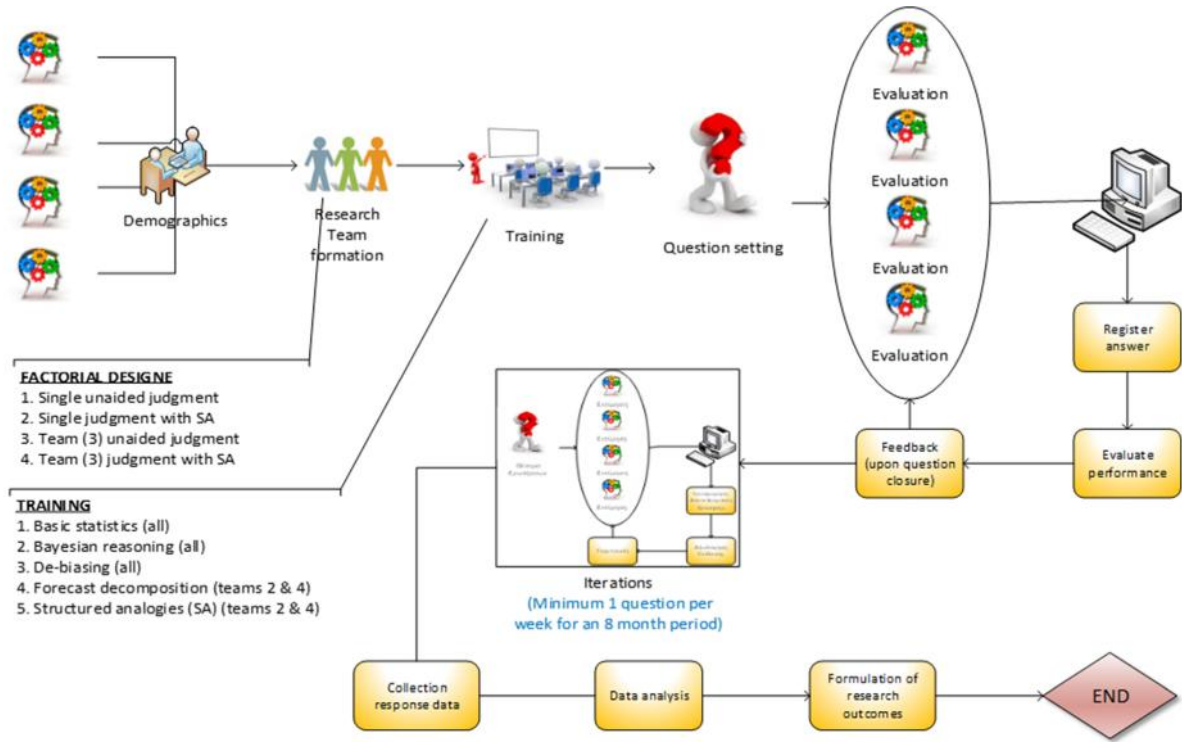 Demographics
Research
Team
formation
Training
Question setting
Evaluation
Evaluation
Evaluation
Evaluation
Register
answer
Evaluate
performance
Feedback
(upon question
closure)
FACTORIAL DESIGNE
1. Single unaided judgment
2. Single judgment with SA
3. Team (3) unaided judgment
4. Team (3) judgment with SA
TRAINING
1. Basic statistics (all)
2. Bayesian reasoning (all)
3. De-biasing (all)
4. Forecast decomposition (teams 2 & 4)
5. Structured analogies (SA) (teams 2 & 4)
Iterations
(Minimum 1 question per
week for an 8 month period)
Collection
response data
Data analysis
Formulation of
research
outcomes
END